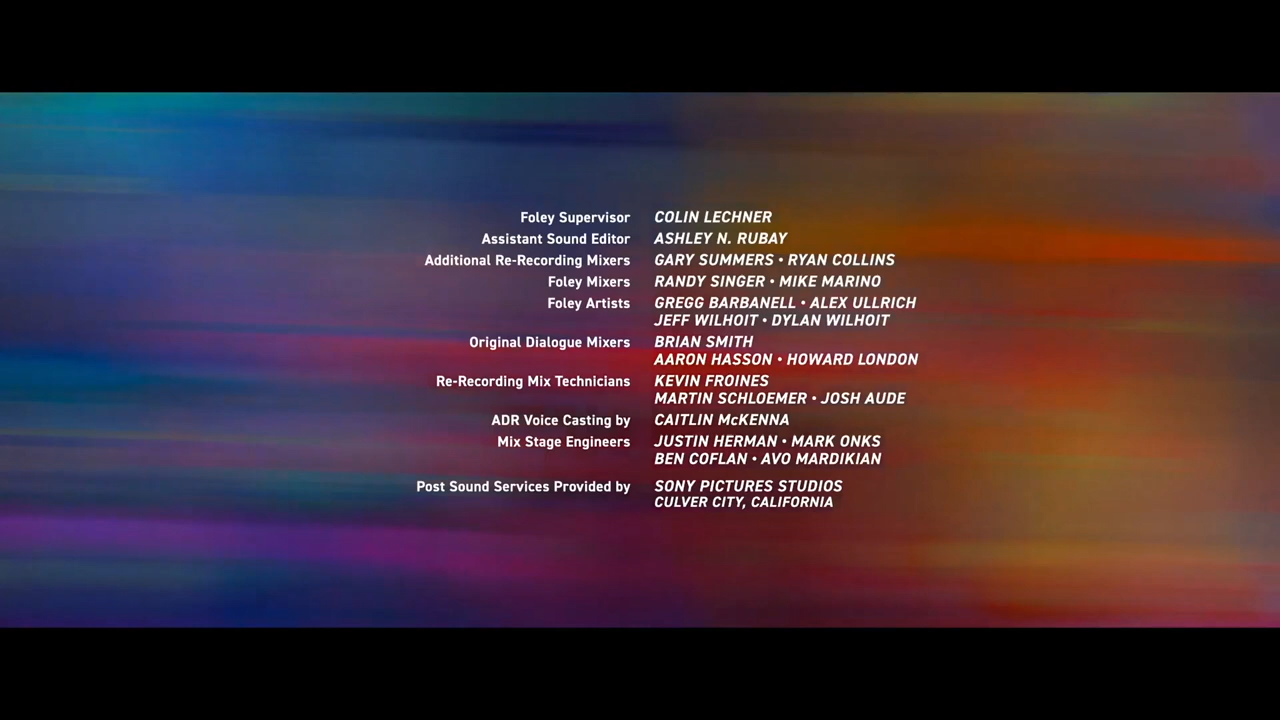 Foley Supervisor COLIN LECHNER
Assistant Sound Editor ASHLEY N. RUBAY
Additional Re-Recording Mixers GARY SUMMERS • RYAN COLLINS
Foley Mixers RANDY SINGER • MIKE MARINO
Foley Artists GREGG BARBANELL • ALEX ULLRICH
JEFF WILHOIT • DYLAN WILHOIT
Original Dialogue Mixers BRIAN SMITH
AARON HASSON • HOWARD LONDON
Re-Recording Mix Technicians KEVIN FROINES
MARTIN SCHLOEMER • JOSH AUDE
ADR Voice Casting by CAITLIN McKENNA
Mix Stage Engineers JUSTIN HERMAN • MARK ONKS
BEN COFLAN • AVO MARDIKIAN
Post Sound Services Provided by SONY PICTURES STUDIOS
CULVER CITY, CALIFORNIA